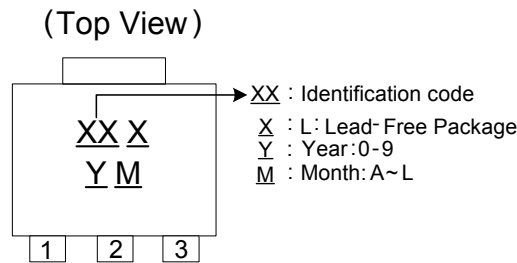 (Top View)
XX : Identification code
XX X
X : L: Lead-Free Package
Y : Year:0-9
Y M
M : Month: A~L
1 2 3